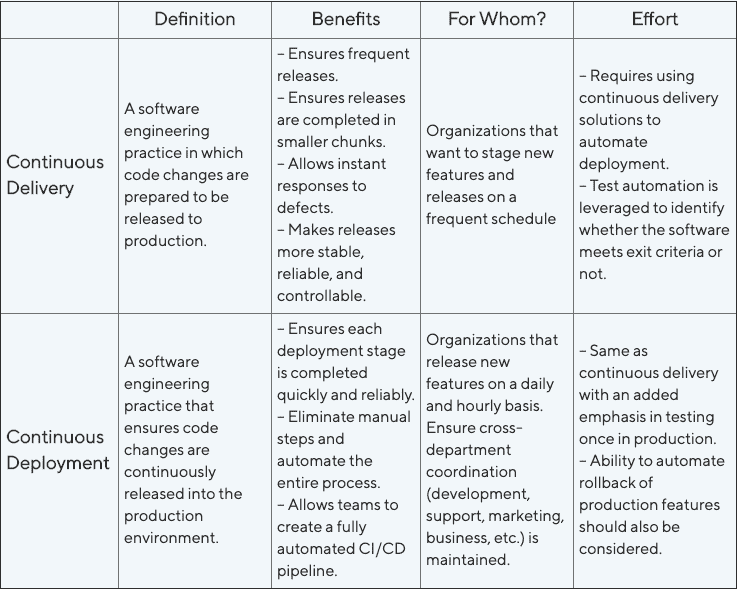 Definition
Benefits
For Whom?
Effort
Continuous
Delivery
A software
engineering
practice in which
code changes are
prepared to be
released to
production.
– Ensures frequent
releases.
– Ensures releases
are completed in
smaller chunks.
– Allows instant
responses to
defects.
– Makes releases
more stable,
reliable, and
controllable.
Organizations that
want to stage new
features and
releases on a
frequent schedule
– Requires using
continuous delivery
solutions to
automate
deployment.
– Test automation is
leveraged to identify
whether the software
meets exit criteria or
not.
Continuous
Deployment
A software
engineering
practice that
ensures code
changes are
continuously
released into the
production
environment.
– Ensures each
deployment stage
is completed
quickly and reliably.
– Eliminate manual
steps and
automate the
entire process.
– Allows teams to
create a fully
automated CI/CD
pipeline.
Organizations that
release new
features on a daily
and hourly basis.
Ensure cross-
department
coordination
(development,
support, marketing,
business, etc.) is
maintained.
– Same as
continuous delivery
with an added
emphasis in testing
once in production.
– Ability to automate
rollback of
production features
should also be
considered.